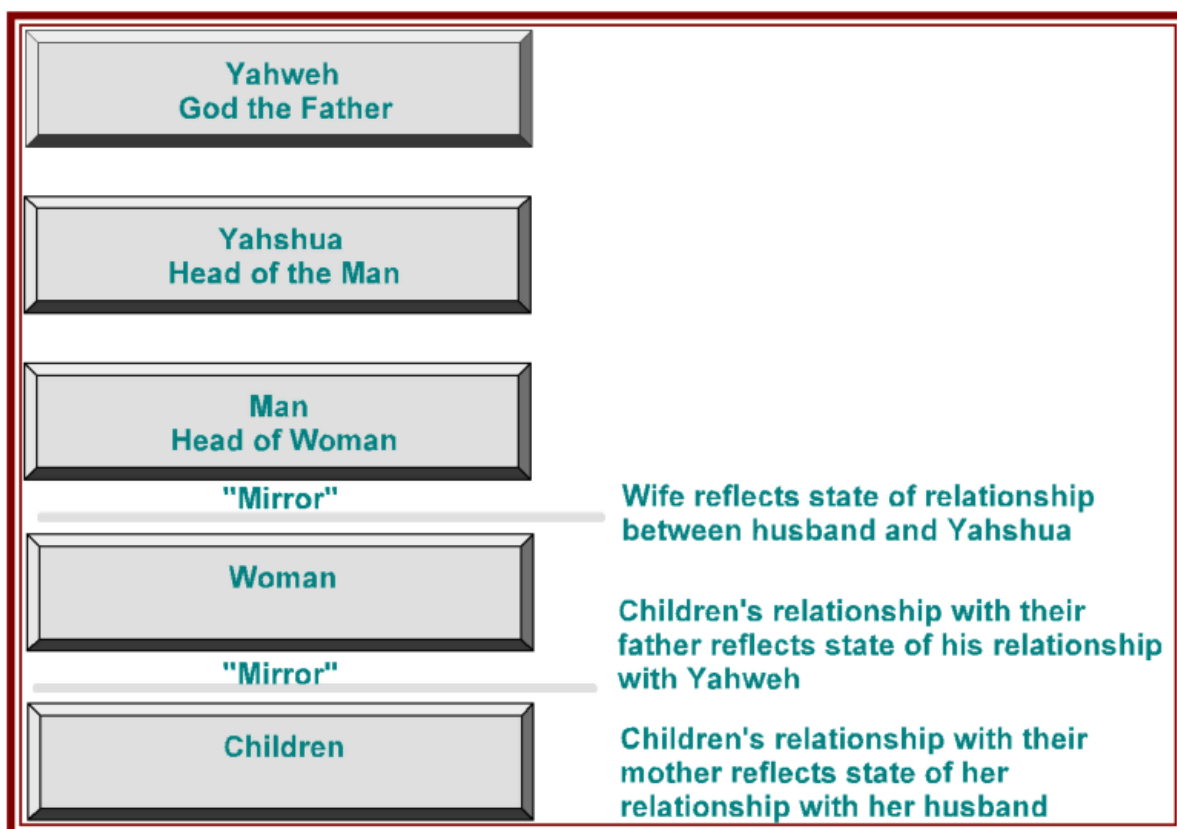 Yahweh
God the Father
Yahshua
Head of the Man
Man
Head of Woman
"Mirror"
Wife reflects state of relationship
between husband and Yahshua
Woman
Children's relationship with their
father reflects state of his relationship
with Yahweh
"Mirror"
Children
Children's relationship with their
mother reflects state of her
relationship with her husband